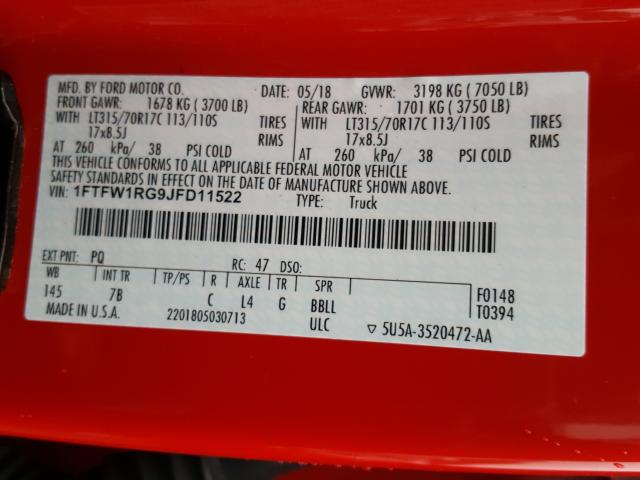 MFD. BY FORD MOTOR CO. DATE: 05/18 GVWR: 3198 KG (7050 LB)
FRONT GAWR: 1678 KG (3700 LB) REAR GAWR: 1701 KG (3750 LB)
WITH LT315/70R17C 113/110S TIRES WITH LT315/70R17C 113/110S TIRES
17x8.5J RIMS 17x8.5J RIMS
AT 260 kPa/ 38 PSI COLD AT 260 kPa/ 38 PSI COLD
THIS VEHICLE CONFORMS TO ALL APPLICABLE FEDERAL MOTOR VEHICLE
SAFETY STANDARDS IN EFFECT ON THE DATE OF MANUFACTURE SHOWN ABOVE.
VIN: 1FTFW1RG9JFD11522 TYPE: Truck
EXT PNT: PQ RC: 47 DSO:
WB INT TR TP/PS R AXLE TR SPR
145 7B C L4 G BBLL F0148
T0394
MADE IN U.S.A. 2201805030713 ULC ▽ 5U5A-3520472-AA